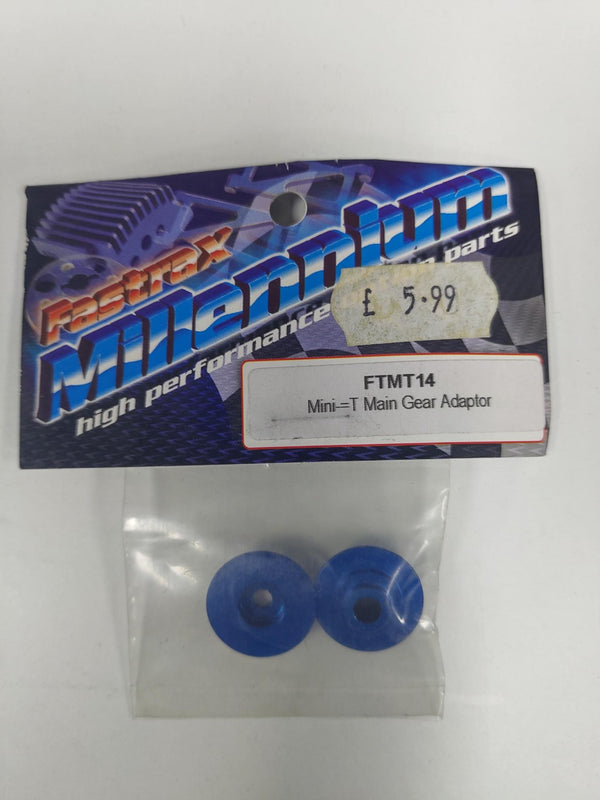 Fastrax
Millennium
high performance
parts
£ 5.99
FTMT14
Mini-=T Main Gear Adaptor